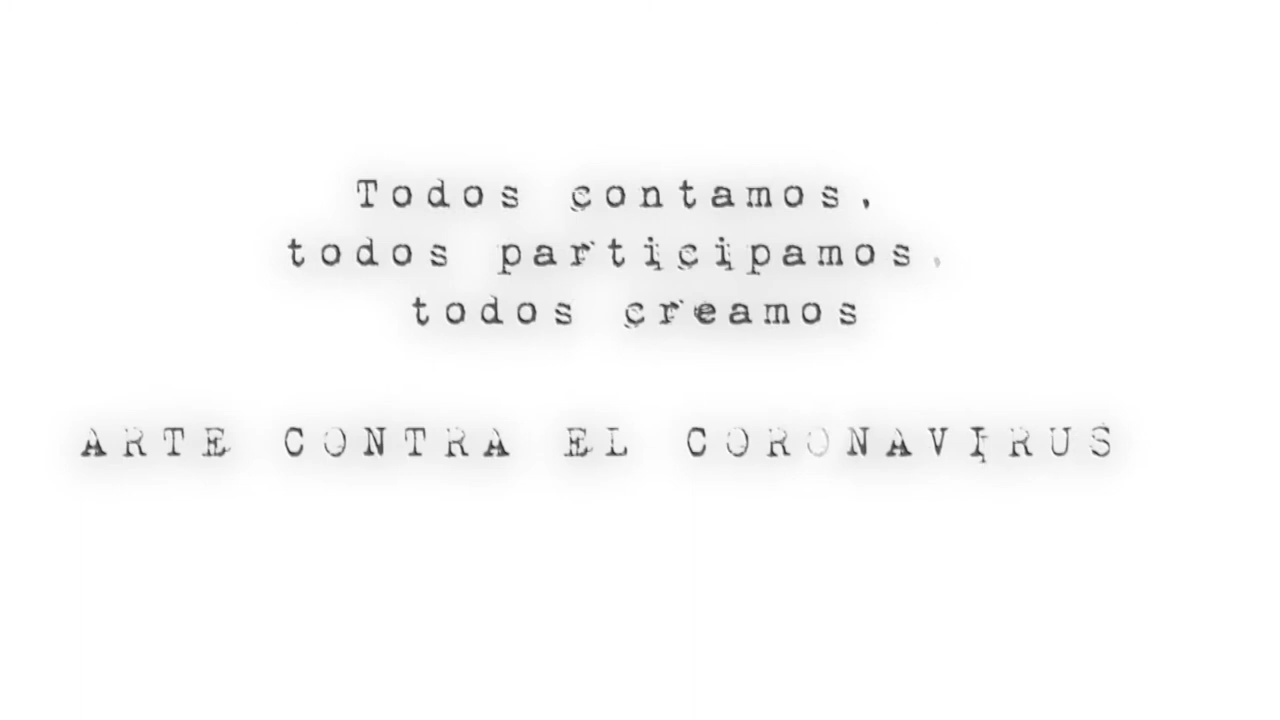 Todos contamos,
todos participamos,
todos creamos
ARTE CONTRA EL CORONAVIRUS